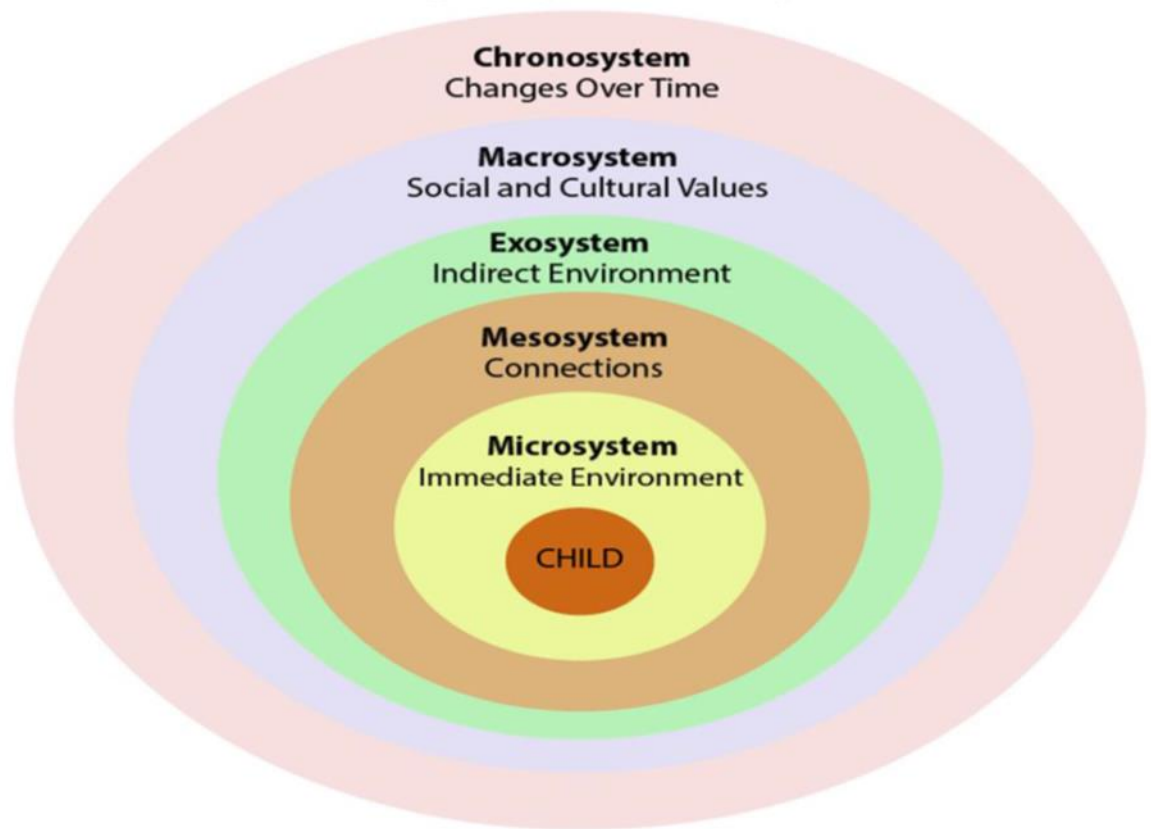 Chronosystem
Changes Over Time
Macrosystem
Social and Cultural Values
Exosystem
Indirect Environment
Mesosystem
Connections
Microsystem
Immediate Environment
CHILD